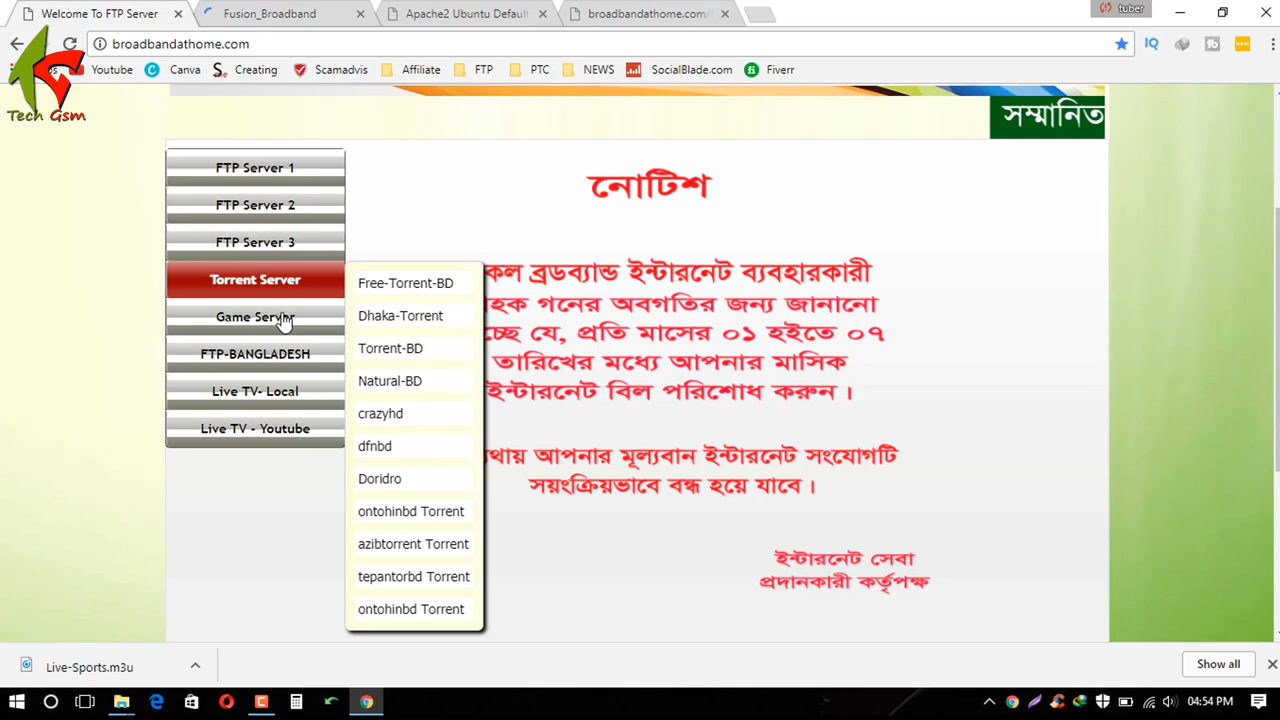 Welcome To FTP Server
Fusion_Broadband
Apache2 Ubuntu Default
broadbandathome.com/
tuber
broadbandathome.com
Youtube
Canva
Creating
Scamadvis
Affiliate
FTP
PTC
NEWS
SocialBlade.com
Fiverr
Tech Gsm
সম্মানিত
FTP Server 1
FTP Server 2
FTP Server 3
Torrent Server
Game Server
FTP-BANGLADESH
Live TV- Local
Live TV - Youtube
Free-Torrent-BD
Dhaka-Torrent
Torrent-BD
Natural-BD
crazyhd
dfnbd
Doridro
ontohinbd Torrent
azibtorrent Torrent
tepantorbd Torrent
ontohinbd Torrent
নোটিশ
কল ব্রডব্যান্ড ইন্টারনেট ব্যবহারকারী
হক গনের অবগতির জন্য জানানো
চ্ছে যে, প্রতি মাসের ০১ হইতে ০৭
তারিখের মধ্যে আপনার মাসিক
ইন্টারনেট বিল পরিশোধ করুন ।
থায় আপনার মূল্যবান ইন্টারনেট সংযোগটি
সয়ংক্রিয়ভাবে বন্ধ হয়ে যাবে ।
ইন্টারনেট সেবা
প্রদানকারী কর্তৃপক্ষ
Live-Sports.m3u
Show all
04:54 PM